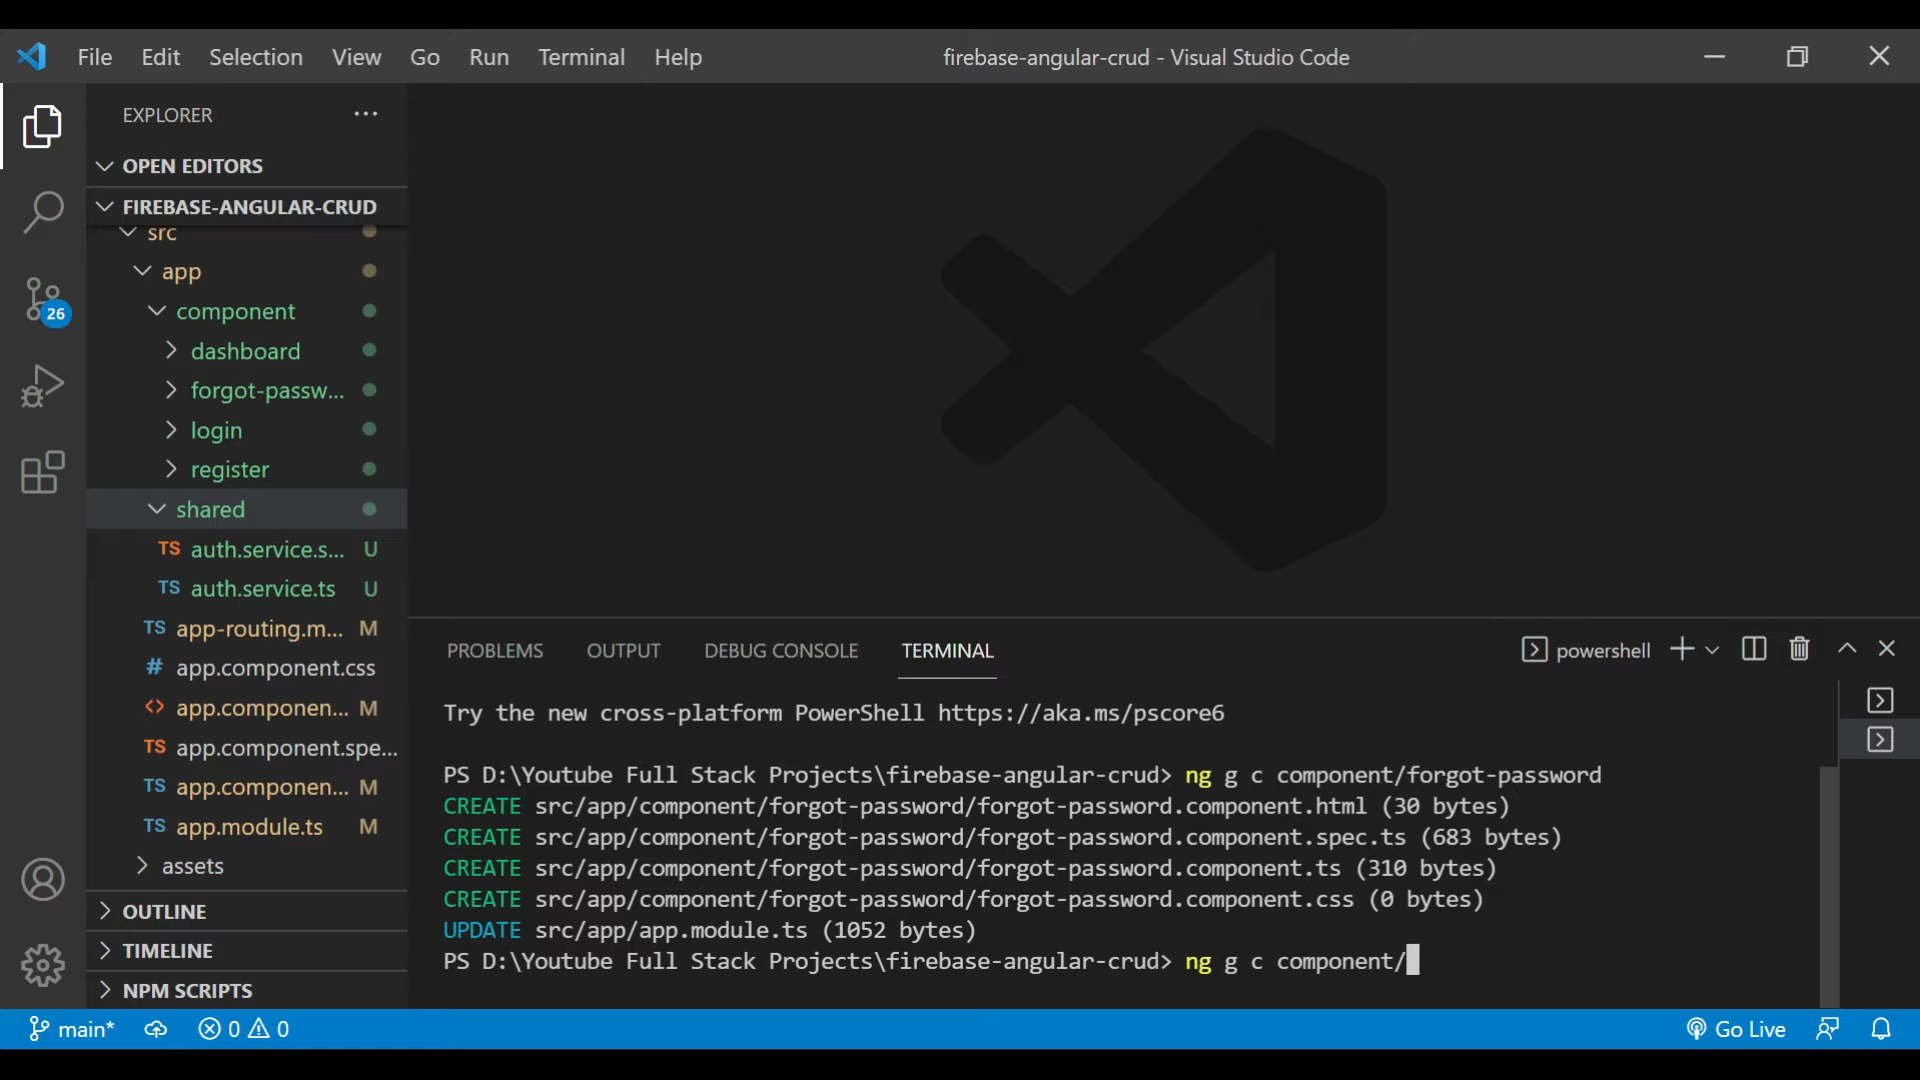 File Edit Selection View Go Run Terminal Help
firebase-angular-crud - Visual Studio Code
EXPLORER
OPEN EDITORS
FIREBASE-ANGULAR-CRUD
src
app
component
dashboard
forgot-passw...
login
register
shared
TS auth.service.s... U
TS auth.service.ts U
TS app-routing.m... M
# app.component.css
<> app.componen... M
TS app.component.spe...
TS app.componen... M
TS app.module.ts M
assets
OUTLINE
TIMELINE
NPM SCRIPTS
26
PROBLEMS OUTPUT DEBUG CONSOLE TERMINAL
powershell
Try the new cross-platform PowerShell https://aka.ms/pscore6
PS D:\Youtube Full Stack Projects\firebase-angular-crud> ng g c component/forgot-password
CREATE src/app/component/forgot-password/forgot-password.component.html (30 bytes)
CREATE src/app/component/forgot-password/forgot-password.component.spec.ts (683 bytes)
CREATE src/app/component/forgot-password/forgot-password.component.ts (310 bytes)
CREATE src/app/component/forgot-password/forgot-password.component.css (0 bytes)
UPDATE src/app/app.module.ts (1052 bytes)
PS D:\Youtube Full Stack Projects\firebase-angular-crud> ng g c component/
main* 0 0
Go Live